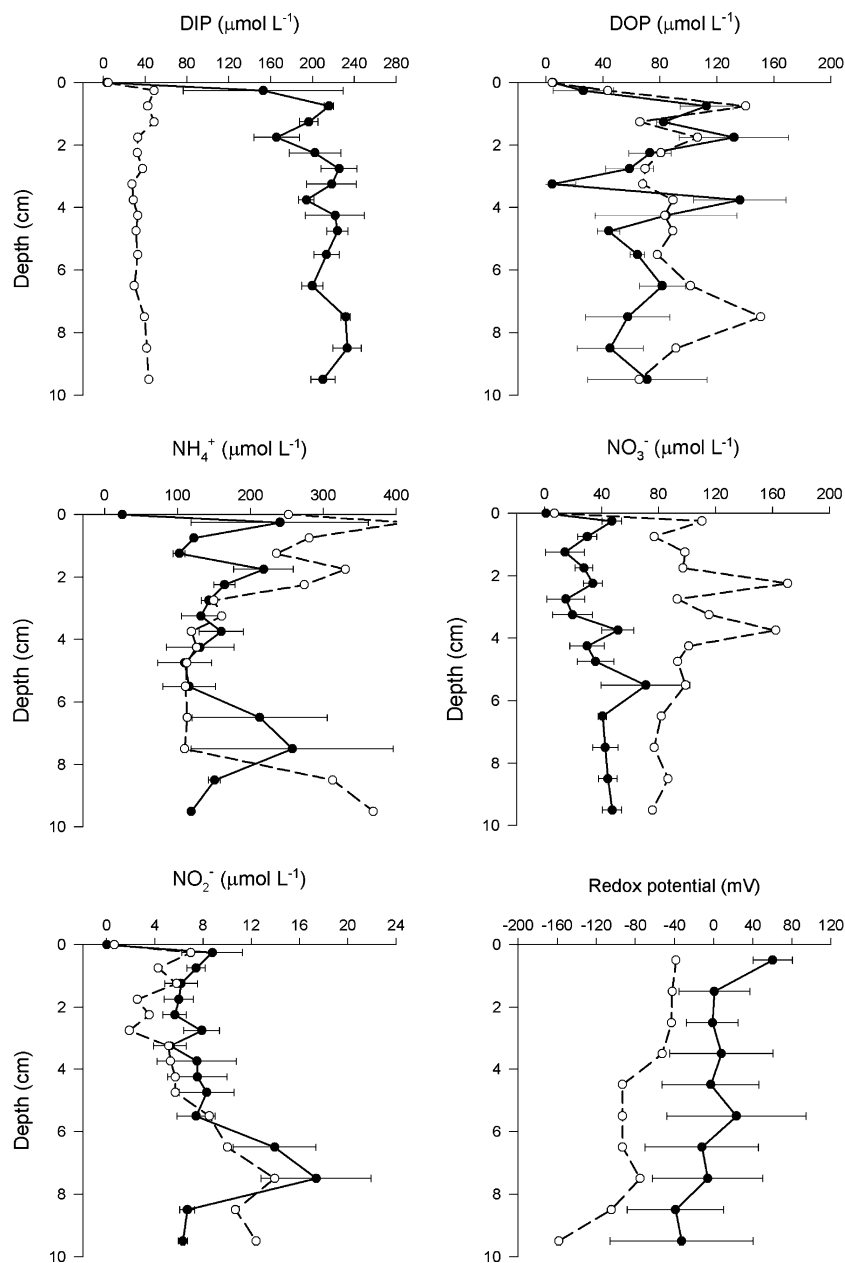 DIP (μmol L⁻¹)
0 40 80 120 160 200 240 280
0
2
4
6
8
10
Depth (cm)
DOP (μmol L⁻¹)
0 40 80 120 160 200
0
2
4
6
8
10
NH₄⁺ (μmol L⁻¹)
0 100 200 300 400
0
2
4
6
8
10
Depth (cm)
NO₃⁻ (μmol L⁻¹)
0 40 80 120 160 200
0
2
4
6
8
10
Depth (cm)
NO₂⁻ (μmol L⁻¹)
0 4 8 12 16 20 24
0
2
4
6
8
10
Depth (cm)
Redox potential (mV)
-200 -160 -120 -80 -40 0 40 80 120
0
2
4
6
8
10